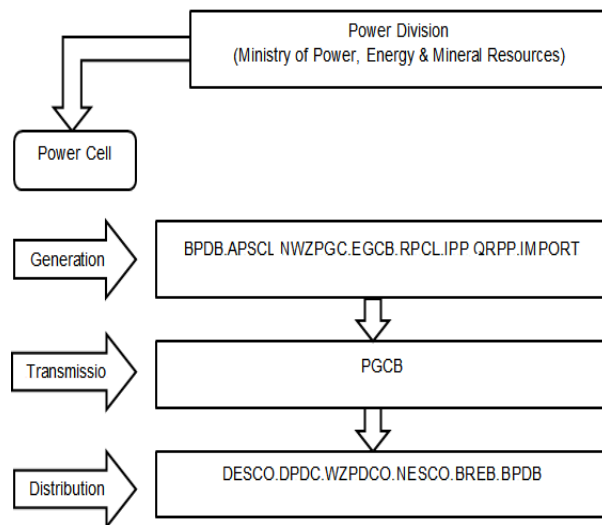 Power Division
(Ministry of Power, Energy & Mineral Resources)
Power Cell
Generation
BPDB.APSCL NWZPGC.EGCB.RPCL.IPP QRPP.IMPORT
Transmissio
PGCB
Distribution
DESCO.DPDC.WZPDCO.NESCO.BREB.BPDB